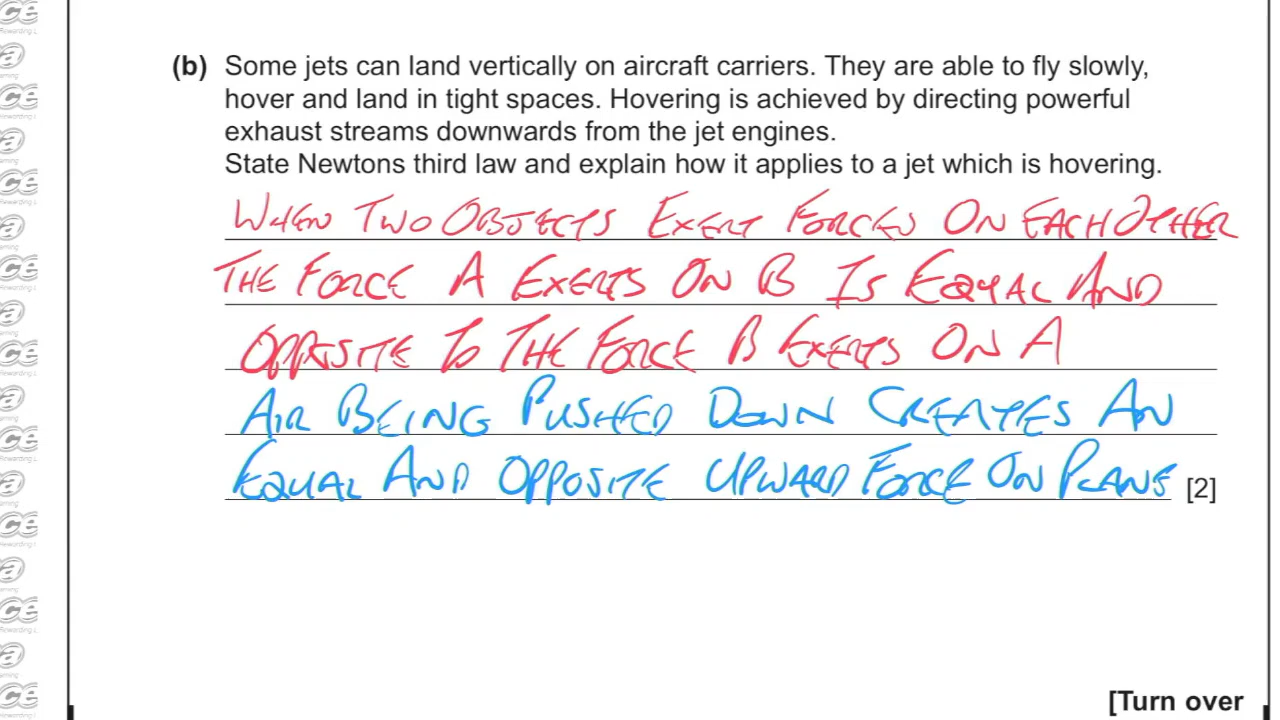 (b) Some jets can land vertically on aircraft carriers. They are able to fly slowly,
hover and land in tight spaces. Hovering is achieved by directing powerful
exhaust streams downwards from the jet engines.
State Newtons third law and explain how it applies to a jet which is hovering.
WHEN TWO OBJECTS EXERT FORCES ON EACH OTHER
THE FORCE A EXERTS ON B IS EQUAL AND
OPPOSITE TO THE FORCE B EXERTS ON A
AIR BEING PUSHED DOWN CREATES AN
EQUAL AND OPPOSITE UPWARD FORCE ON PLANE [2]
[Turn over